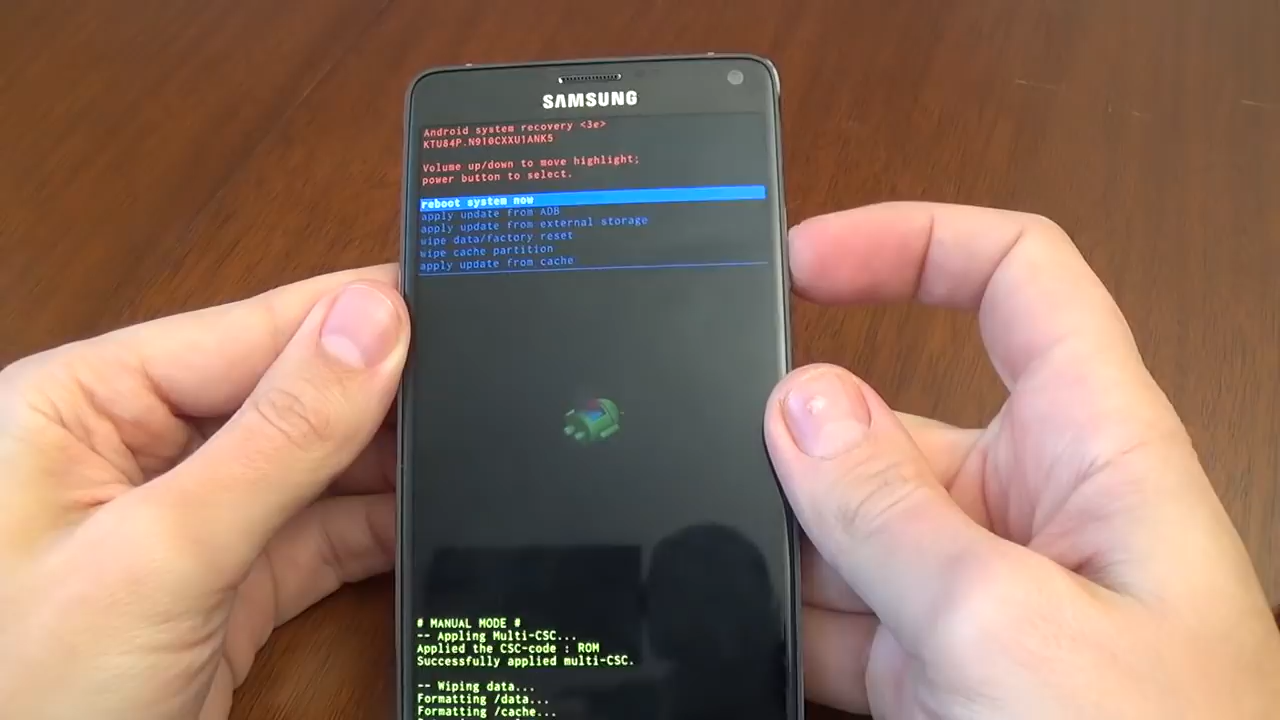 SAMSUNG
Android system recovery <3e>
KTU84P.N910CXXU1ANK5
Volume up/down to move highlight;
power button to select.
reboot system now
apply update from ADB
apply update from external storage
wipe data/factory reset
wipe cache partition
apply update from cache
# MANUAL MODE #
-- Appling Multi-CSC...
Applied the CSC-code : ROM
Successfully applied multi-CSC.
-- Wiping data...
Formatting /data...
Formatting /cache...